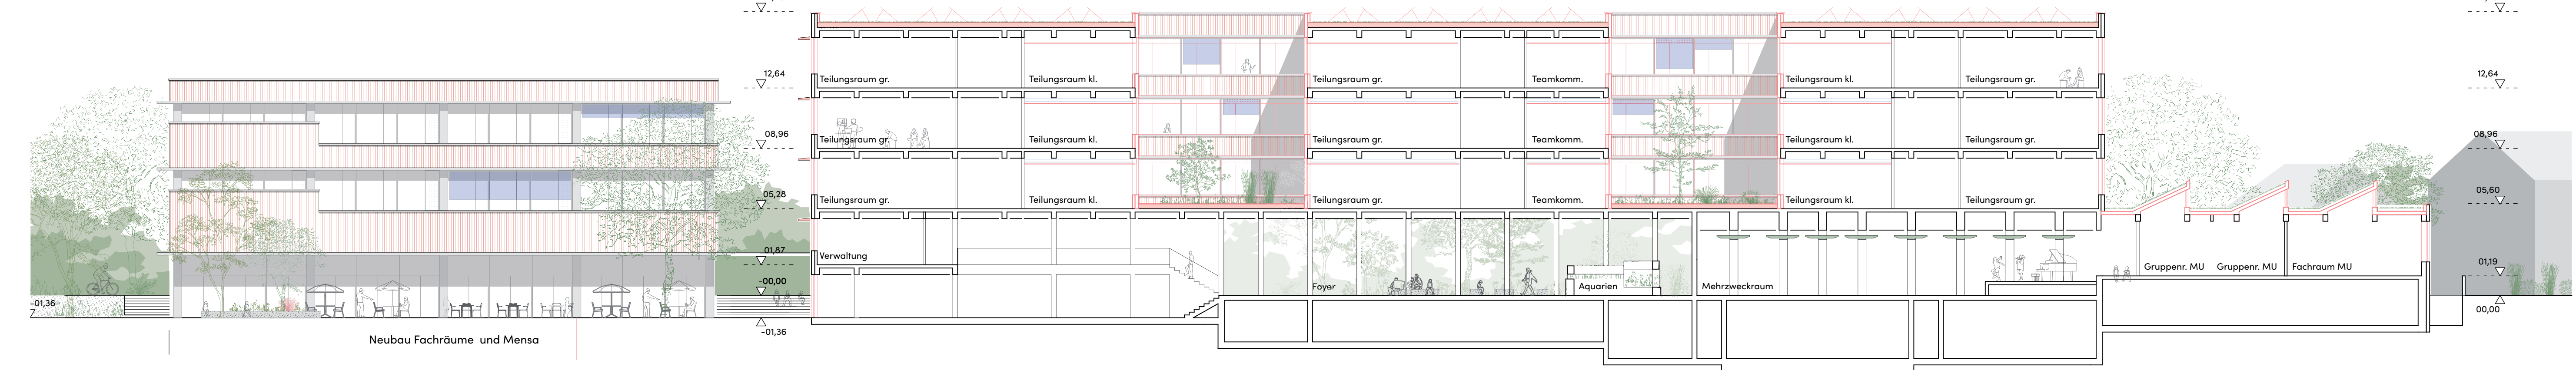 12,64
12,64
Teilungsraum gr.
Teilungsraum kl.
Teilungsraum gr.
Teamkomm.
Teilungsraum kl.
Teilungsraum gr.
08,96
08,96
Teilungsraum gr.
Teilungsraum kl.
Teilungsraum gr.
Teamkomm.
Teilungsraum kl.
Teilungsraum gr.
05,28
05,60
Teilungsraum gr.
Teilungsraum kl.
Teilungsraum gr.
Teamkomm.
Teilungsraum kl.
Teilungsraum gr.
01,87
Verwaltung
Gruppenr. MU
Gruppenr. MU
Fachraum MU
01,19
-00,00
Foyer
Aquarien
Mehrzweckraum
-01,36
-01,36
00,00
Neubau Fachräume und Mensa